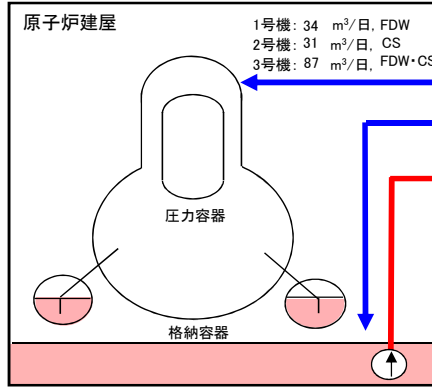 原子炉建屋
1号機: 34 m³/日, FDW
2号機: 31 m³/日, CS
3号機: 87 m³/日, FDW・CS
圧力容器
格納容器